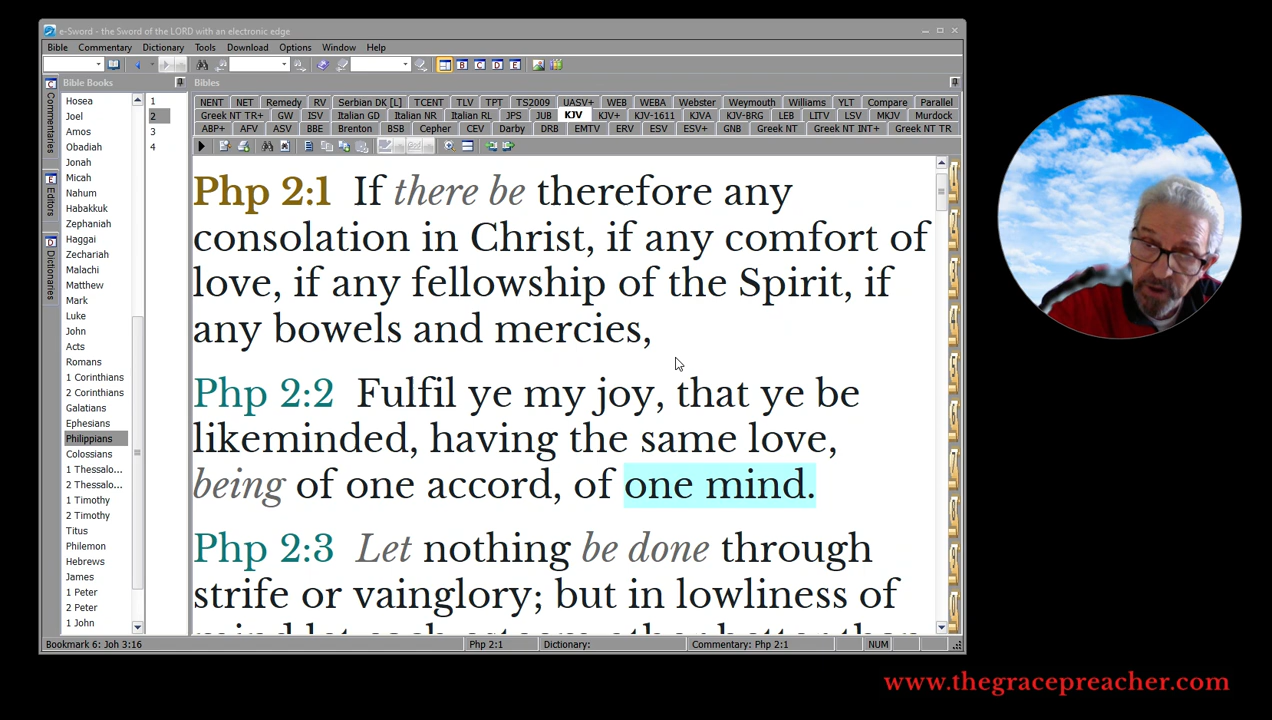 e-Sword - the Sword of the LORD with an electronic edge
Bible Commentary Dictionary Tools Download Options Window Help
Bible Books
Bibles
Commentaries
Editors
Dictionaries
Hosea
Joel
Amos
Obadiah
Jonah
Micah
Nahum
Habakkuk
Zephaniah
Haggai
Zechariah
Malachi
Matthew
Mark
Luke
John
Acts
Romans
1 Corinthians
2 Corinthians
Galatians
Ephesians
Philippians
Colossians
1 Thessalo...
2 Thessalo...
1 Timothy
2 Timothy
Titus
Philemon
Hebrews
James
1 Peter
2 Peter
1 John
1
2
3
4
NENT NET Remedy RV Serbian DK [L] TCENT TLV TPT TS2009 UASV+ WEB WEBA Webster Weymouth Williams YLT Compare Parallel
Greek NT TR+ GW ISV Italian GD Italian NR Italian RL JPS JUB KJV KJV+ KJV-1611 KJVA KJV-BRG LEB LITV LSV MKJV Murdock
ABP+ AFV ASV BBE Brenton BSB Cepher CEV Darby DRB EMTV ERV ESV ESV+ GNB Greek NT Greek NT INT+ Greek NT TR
Php 2:1 If there be therefore any
consolation in Christ, if any comfort of
love, if any fellowship of the Spirit, if
any bowels and mercies,
Php 2:2 Fulfil ye my joy, that ye be
likeminded, having the same love,
being of one accord, of one mind.
Php 2:3 Let nothing be done through
strife or vainglory; but in lowliness of
mind let each esteem other better than
Bookmark 6: Joh 3:16 Php 2:1 Dictionary: Commentary: Php 2:1 NUM
www.thegracepreacher.com